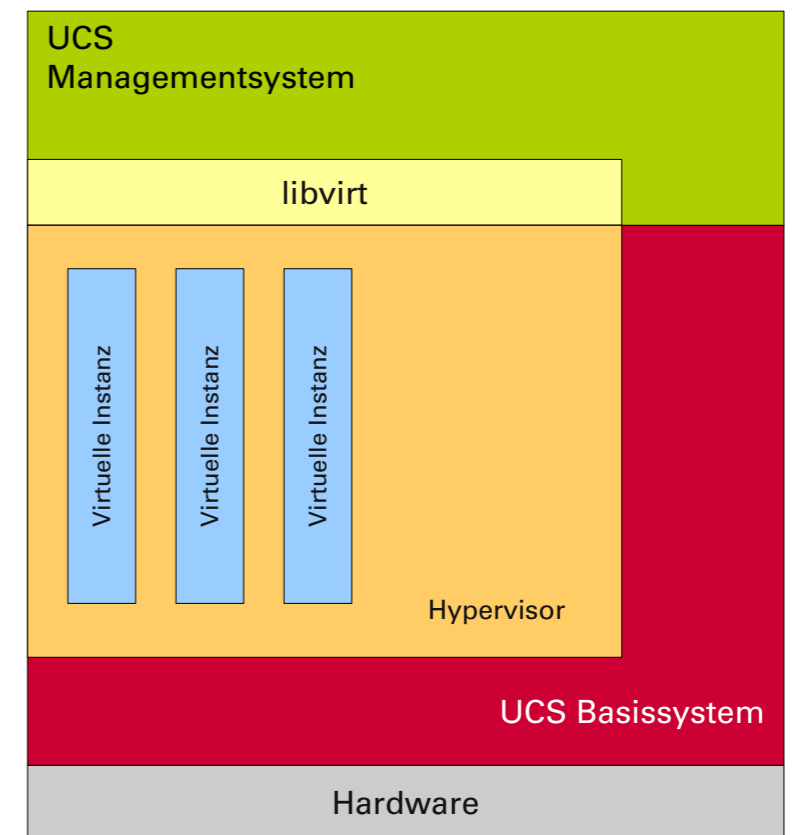 UCS
Managementsystem
libvirt
Virtuelle Instanz
Virtuelle Instanz
Virtuelle Instanz
Hypervisor
UCS Basissystem
Hardware